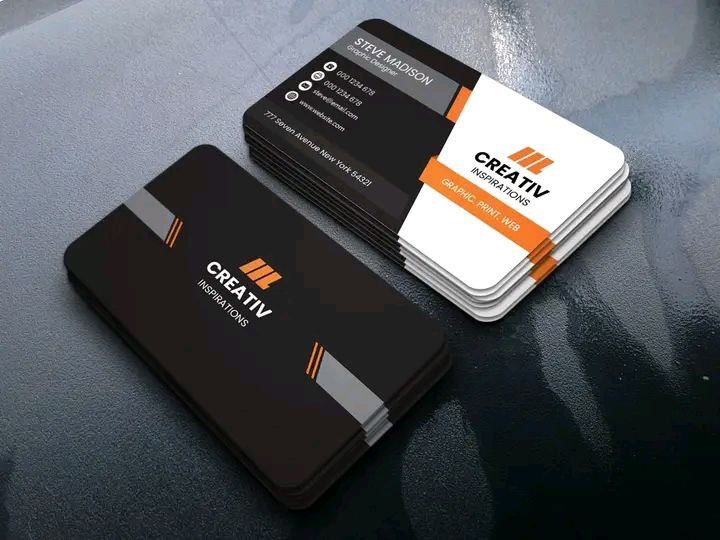 STEVE MADISON
Graphic Designer
000 1234 678
000 1234 678
steve@email.com
www.website.com
777 Seven Avenue New York 54321
CREATIV
INSPIRATIONS
GRAPHIC. PRINT. WEB
CREATIV
INSPIRATIONS